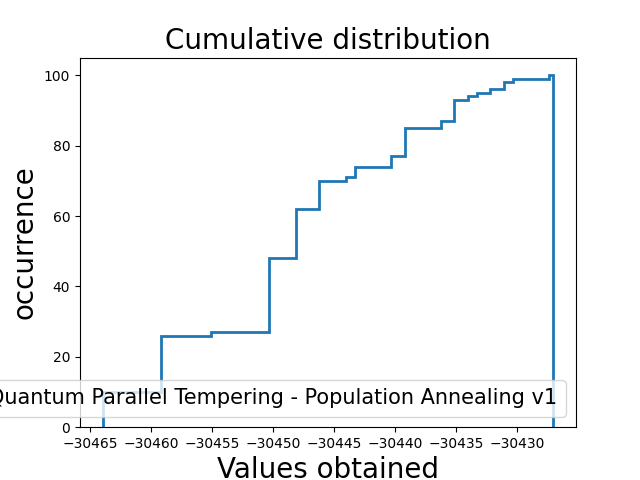 Cumulative distribution
100
80
60
40
20
0
occurrence
Quantum Parallel Tempering - Population Annealing v1
−30465 −30460 −30455 −30450 −30445 −30440 −30435 −30430
Values obtained